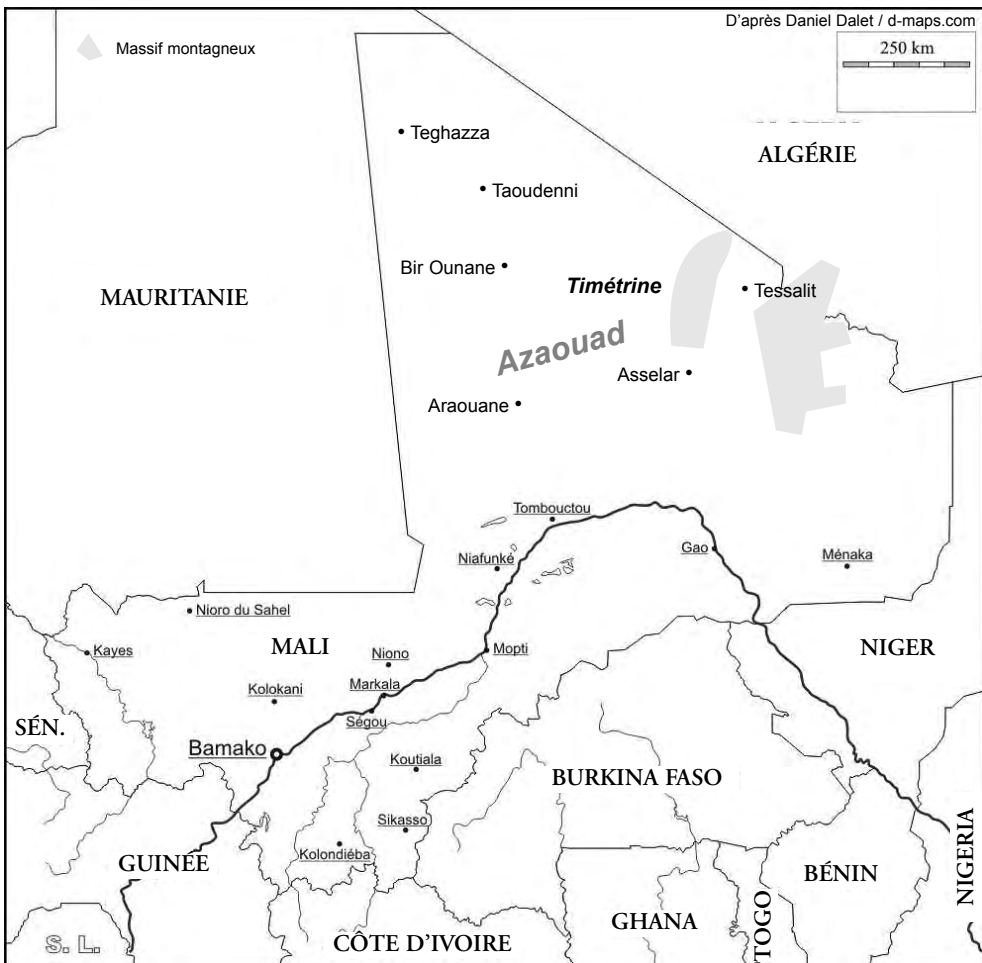 D'après Daniel Dalet / d-maps.com
Massif montagneux
250 km
Teghazza
ALGÉRIE
Taoudenni
Bir Ounane
MAURITANIE
Timétrine
Tessalit
Azaouad
Asselar
Araouane
Tombouctou
Niafunké
Gao
Ménaka
Nioro du Sahel
MALI
Kayes
Niono
Mopti
NIGER
Kolokani
Markala
Ségou
SÉN.
Bamako
Koutiala
BURKINA FASO
Sikasso
Kolondiéba
GUINÉE
BÉNIN
NIGERIA
GHANA
TOGO
CÔTE D'IVOIRE
S. L.